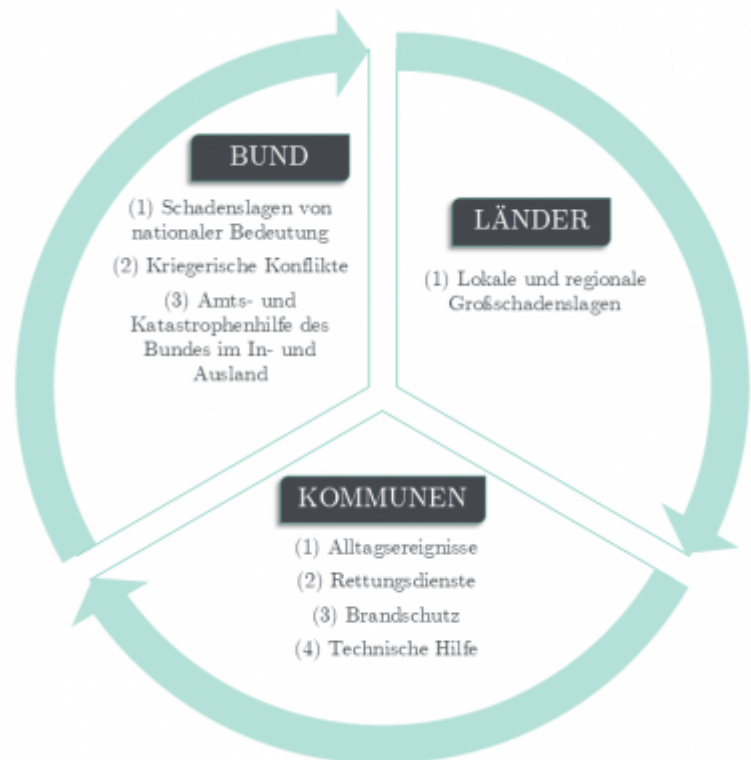 BUND
(1) Schadenslagen von
nationaler Bedeutung
(2) Kriegerische Konflikte
(3) Amts- und
Katastrophenhilfe des
Bundes im In- und
Ausland
LÄNDER
(1) Lokale und regionale
Großschadenslagen
KOMMUNEN
(1) Alltagsereignisse
(2) Rettungsdienste
(3) Brandschutz
(4) Technische Hilfe